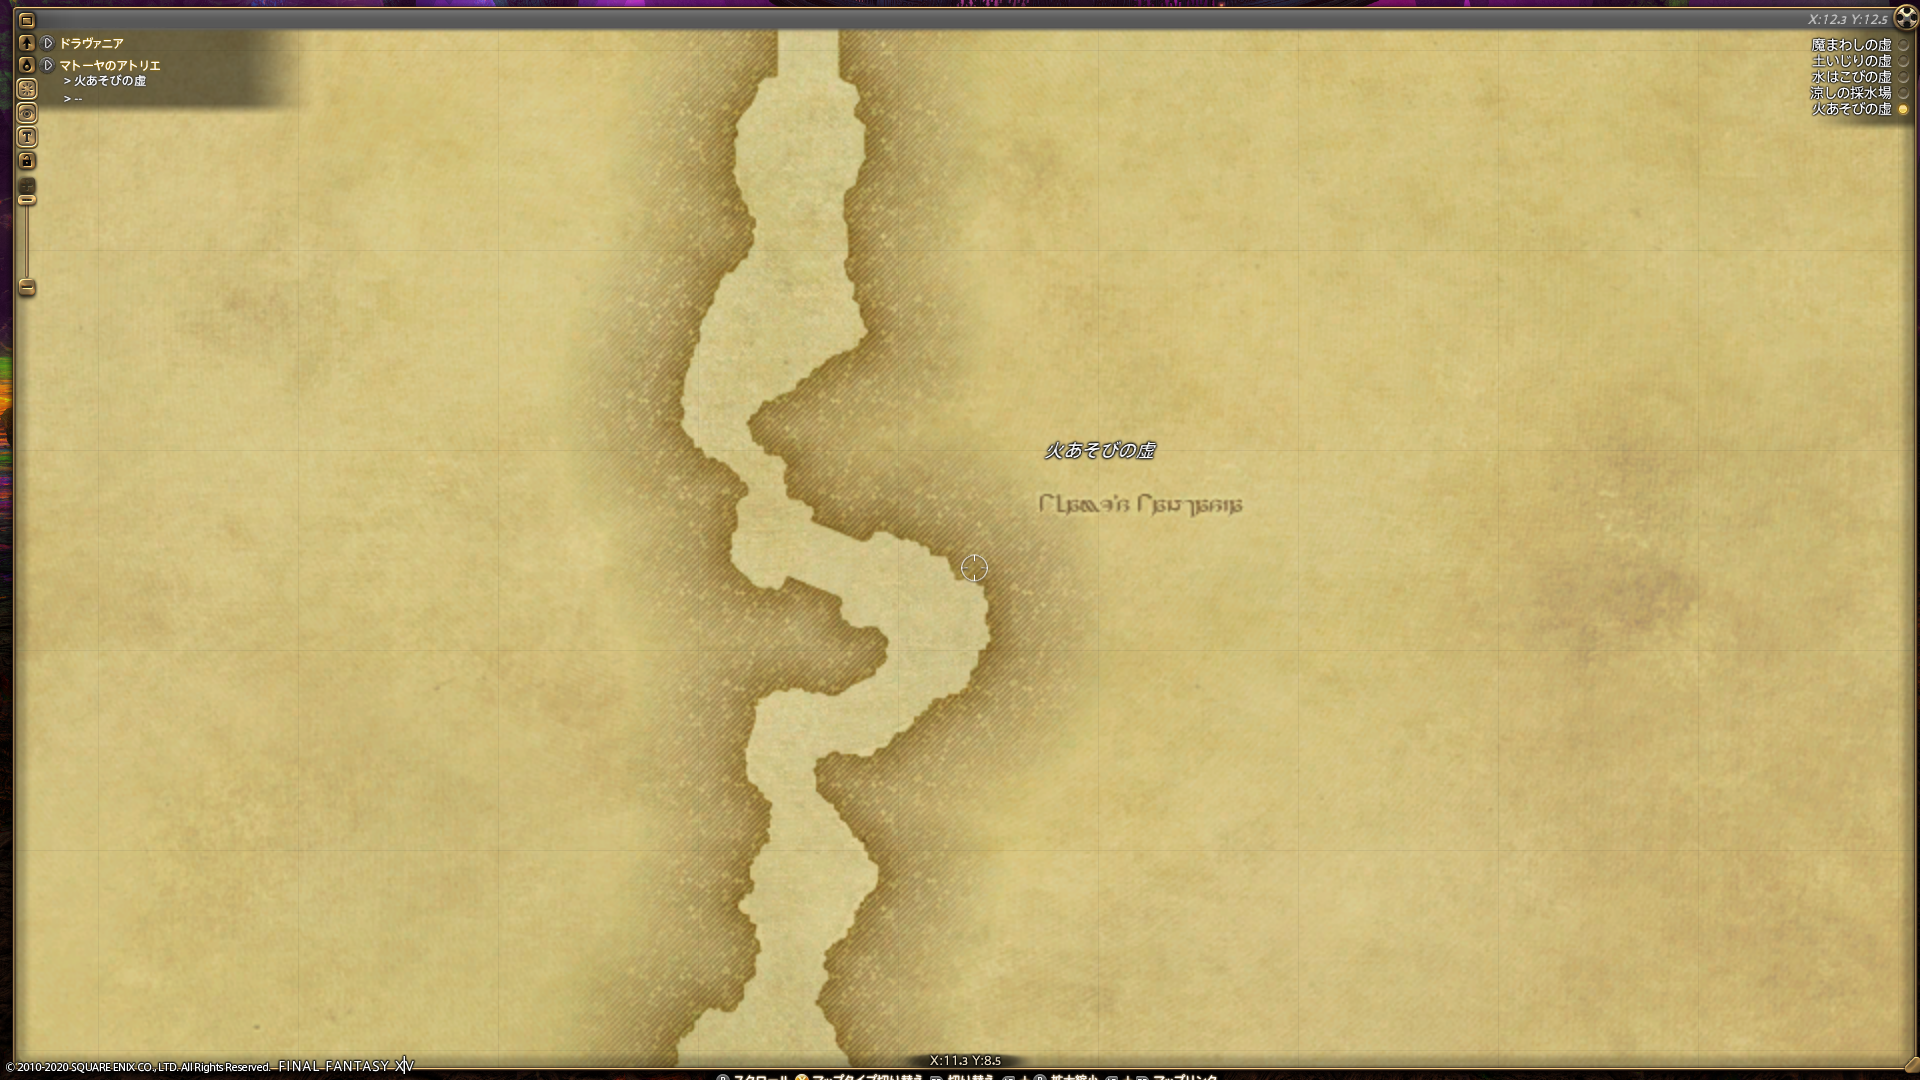 X:12.3 Y:12.5
ドラヴァニア
マトーヤのアトリエ
> 火あそびの虚
> --
魔まわしの虚
土いじりの虚
水はこびの虚
涼しの採水場
火あそびの虚
火あそびの虚
X:11.3 Y:8.5
© 2010-2020 SQUARE ENIX CO., LTD. All Rights Reserved. FINAL FANTASY XIV